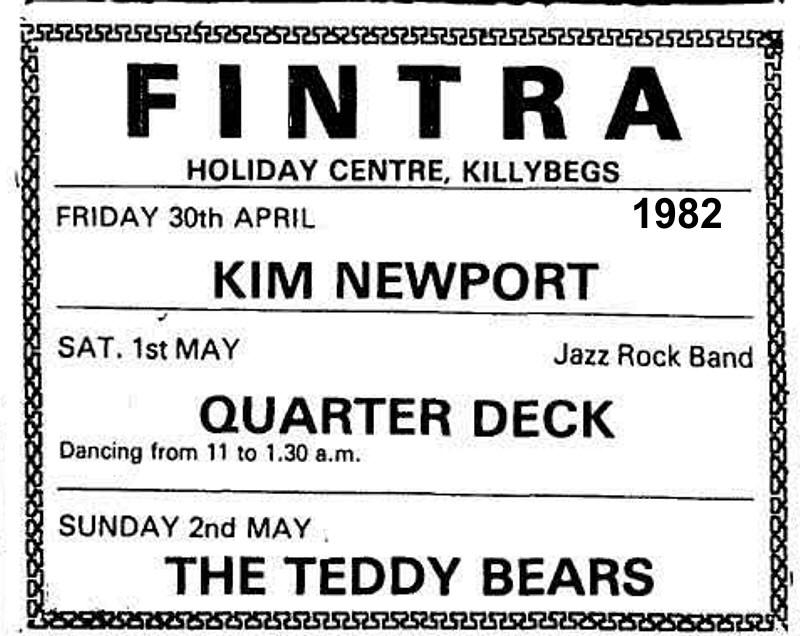 FINTRA
HOLIDAY CENTRE, KILLYBEGS
FRIDAY 30th APRIL 1982
KIM NEWPORT
SAT. 1st MAY Jazz Rock Band
QUARTER DECK
Dancing from 11 to 1.30 a.m.
SUNDAY 2nd MAY
THE TEDDY BEARS